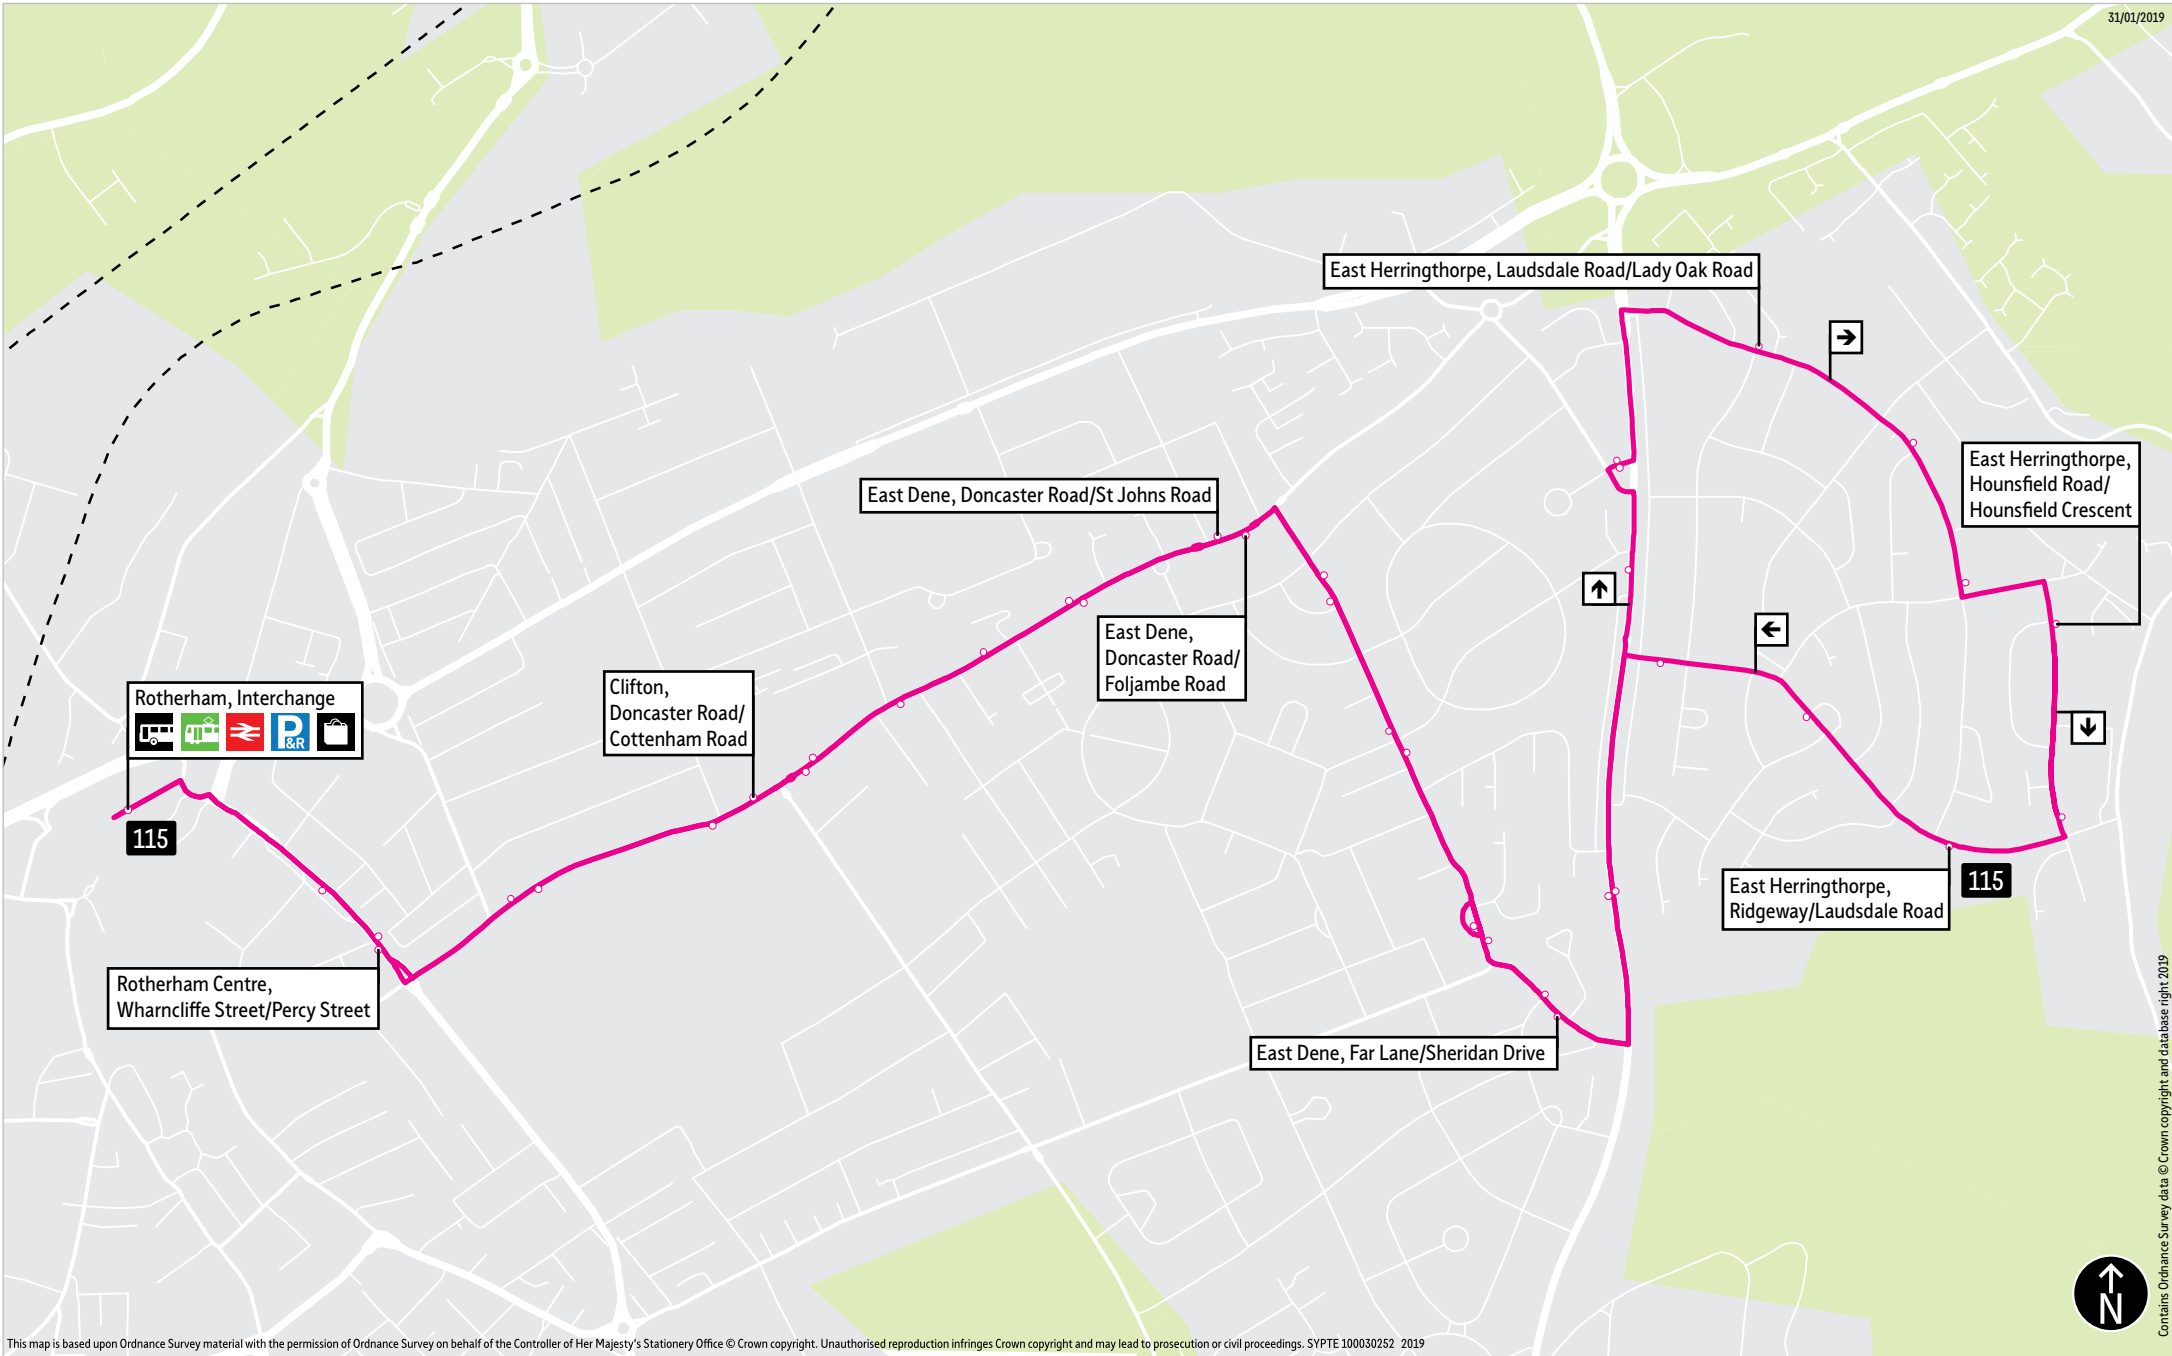 31/01/2019
East Herringthorpe, Laudsdale Road/Lady Oak Road
East Herringthorpe,
Hounsfield Road/
Hounsfield Crescent
East Dene, Doncaster Road/St Johns Road
East Dene,
Doncaster Road/
Foljambe Road
Clifton,
Doncaster Road/
Cottenham Road
Rotherham, Interchange
P
&R
115
East Herringthorpe,
Ridgeway/Laudsdale Road
115
Rotherham Centre,
Wharncliffe Street/Percy Street
East Dene, Far Lane/Sheridan Drive
N
Contains Ordnance Survey data © Crown copyright and database right 2019
This map is based upon Ordnance Survey material with the permission of Ordnance Survey on behalf of the Controller of Her Majesty's Stationery Office © Crown copyright. Unauthorised reproduction infringes Crown copyright and may lead to prosecution or civil proceedings. SYPTE 100030252 2019